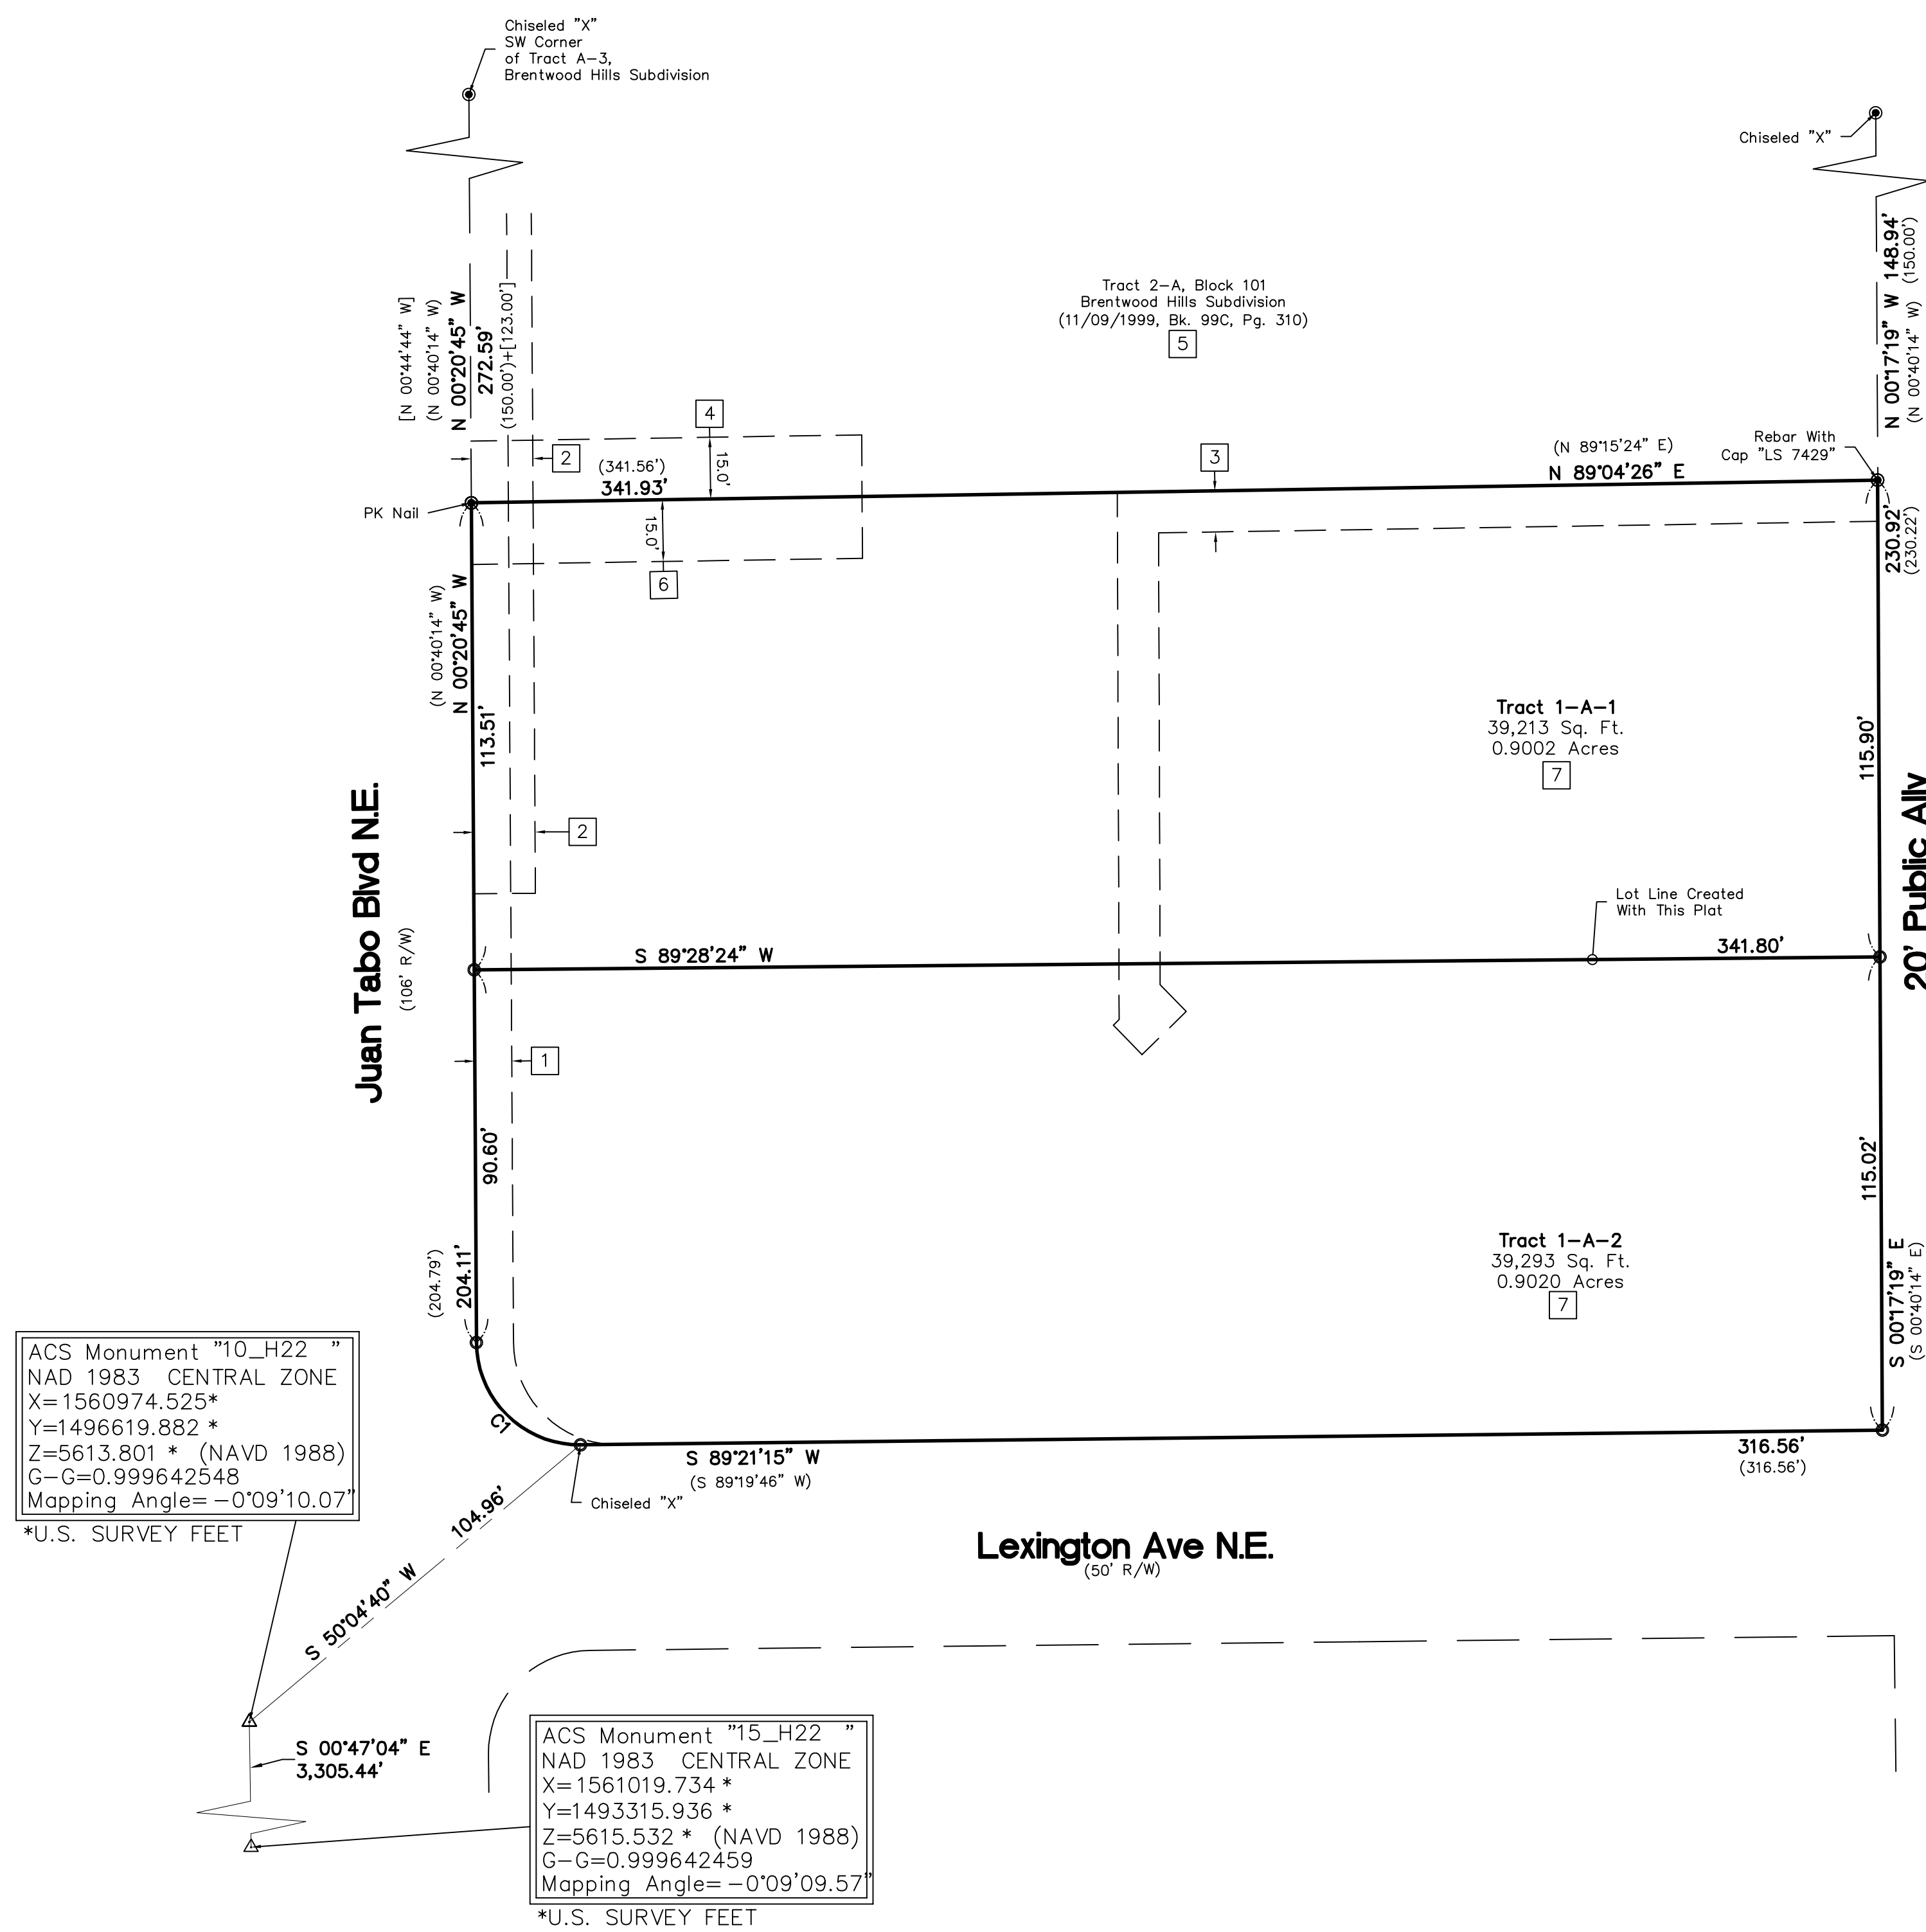 Chiseled "X"
SW Corner
of Tract A-3,
Brentwood Hills Subdivision
Chiseled "X"
[N 00°44'44" W]
(N 00°40'14" W)
N 00°20'45" W
272.59'
(150.00')+[123.00']
Tract 2-A, Block 101
Brentwood Hills Subdivision
(11/09/1999, Bk. 99C, Pg. 310)
5
N 00°17'19" W 148.94'
(N 00°40'14" W) (150.00')
4
2
(341.56')
341.93'
15.0'
3
(N 89°15'24" E)
N 89°04'26" E
Rebar With
Cap "LS 7429"
PK Nail
15.0'
6
230.92'
(230.22')
(N 00°40'14" W)
N 00°20'45" W
113.51'
Tract 1-A-1
39,213 Sq. Ft.
0.9002 Acres
7
115.90'
2
Juan Tabo Blvd N.E.
(106' R/W)
20' Public Ally
Lot Line Created
With This Plat
S 89°28'24" W
341.80'
1
90.60'
115.02'
Tract 1-A-2
39,293 Sq. Ft.
0.9020 Acres
7
(204.79')
204.11'
S 00°17'19" E
(S 00°40'14" E)
C1
S 89°21'15" W
(S 89°19'46" W)
316.56'
(316.56')
Chiseled "X"
ACS Monument "10_H22 "
NAD 1983 CENTRAL ZONE
X=1560974.525*
Y=1496619.882 *
Z=5613.801 * (NAVD 1988)
G-G=0.999642548
Mapping Angle= -0°09'10.07"
*U.S. SURVEY FEET
104.96'
S 50°04'40" W
Lexington Ave N.E.
(50' R/W)
S 00°47'04" E
3,305.44'
ACS Monument "15_H22 "
NAD 1983 CENTRAL ZONE
X=1561019.734 *
Y=1493315.936 *
Z=5615.532 * (NAVD 1988)
G-G=0.999642459
Mapping Angle= -0°09'09.57"
*U.S. SURVEY FEET